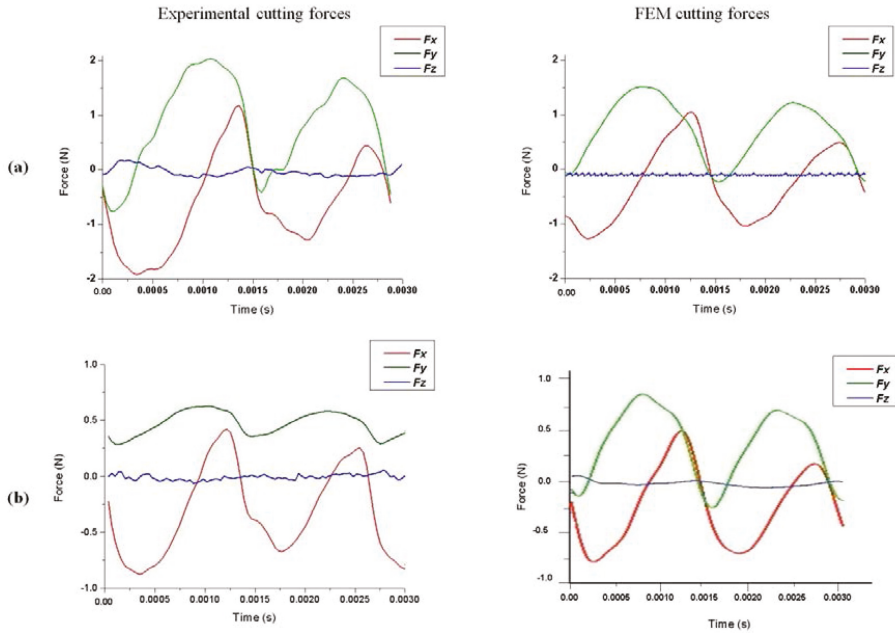 Experimental cutting forces
FEM cutting forces
(a)
Force (N)
2
1
0
-1
-2
Fx
Fy
Fz
0.00 0.0005 0.0010 0.0015 0.0020 0.0025 0.0030
Time (s)
Force (N)
2
1
0
-1
-2
Fx
Fy
Fz
0.00 0.0005 0.0010 0.0015 0.0020 0.0025 0.0030
Time (s)
(b)
Force (N)
1.0
0.5
0.0
-0.5
-1.0
Fx
Fy
Fz
0.00 0.0005 0.0010 0.0015 0.0020 0.0025 0.0030
Time (s)
Force (N)
1.0
0.5
0.0
-0.5
-1.0
Fx
Fy
Fz
0.00 0.0005 0.0010 0.0015 0.0020 0.0025 0.0030
Time (s)